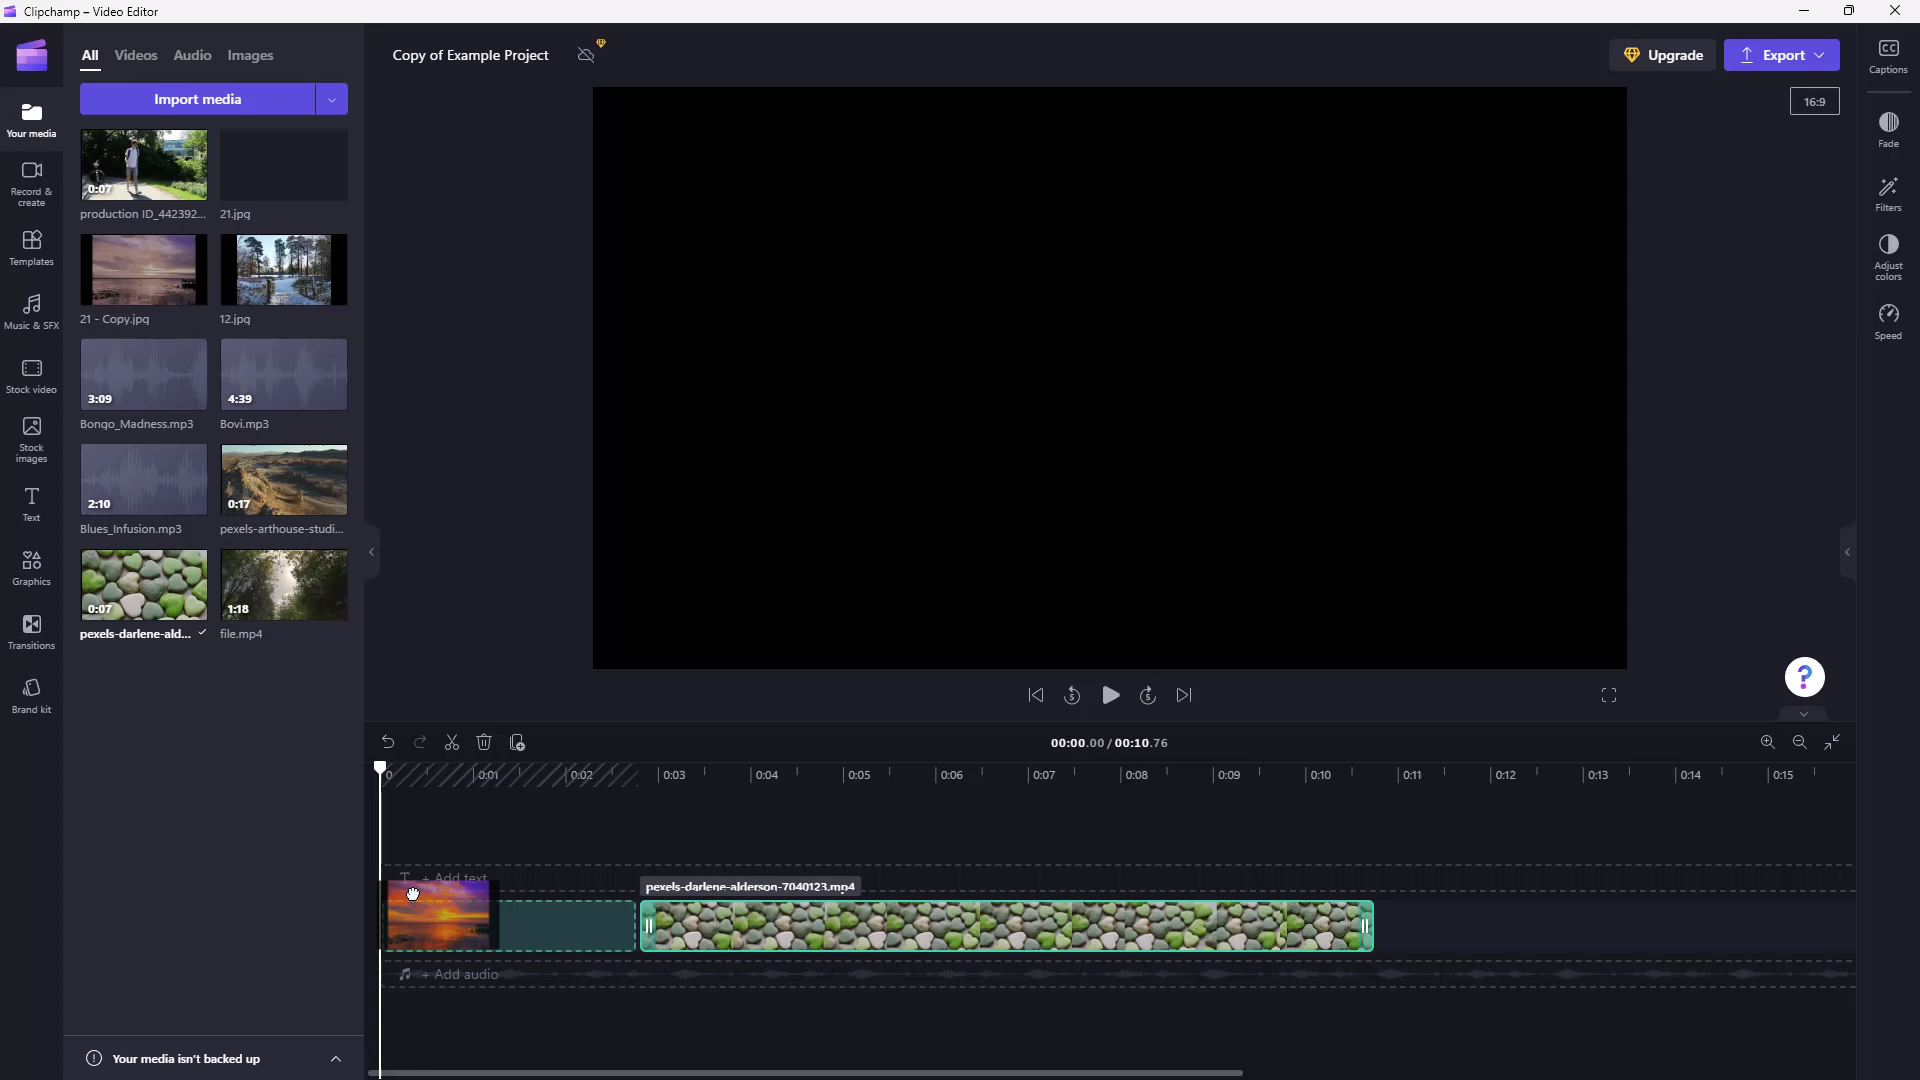 Clipchamp – Video Editor
All Videos Audio Images
Copy of Example Project
Upgrade
Export
Captions
Import media
16:9
Your media
Fade
0:07
production ID_442392...
21.jpg
Record &
create
Filters
Templates
Adjust
colors
21 - Copy.jpg
12.jpg
Music & SFX
Speed
Stock video
3:09
4:39
Bongo_Madness.mp3
Bovi.mp3
Stock
images
2:10
0:17
Text
Blues_Infusion.mp3
pexels-arthouse-studi...
Graphics
0:07
1:18
pexels-darlene-ald...
file.mp4
Transitions
?
Brand kit
5
5
00:00.00 / 00:10.76
0 0:01 0:02 0:03 0:04 0:05 0:06 0:07 0:08 0:09 0:10 0:11 0:12 0:13 0:14 0:15
T + Add text
pexels-darlene-alderson-7040123.mp4
+ Add audio
Your media isn't backed up